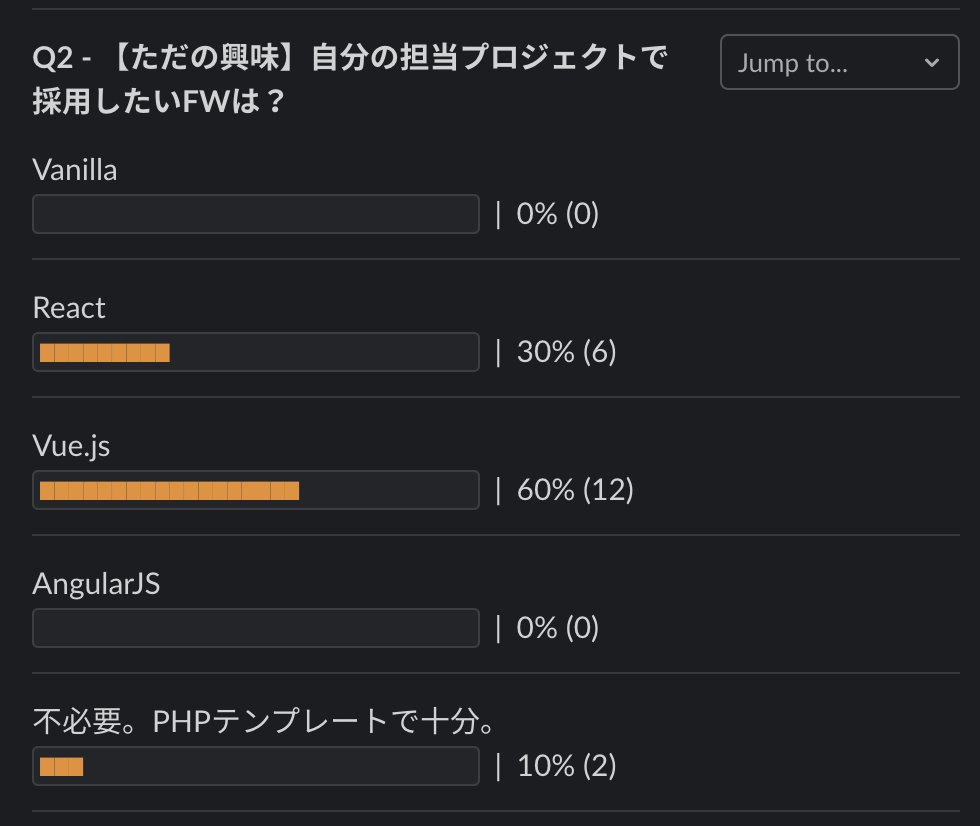 Q2 - 【ただの興味】自分の担当プロジェクトで
採用したいFWは？
Jump to...
Vanilla
| 0% (0)
React
| 30% (6)
Vue.js
| 60% (12)
AngularJS
| 0% (0)
不必要。PHPテンプレートで十分。
| 10% (2)